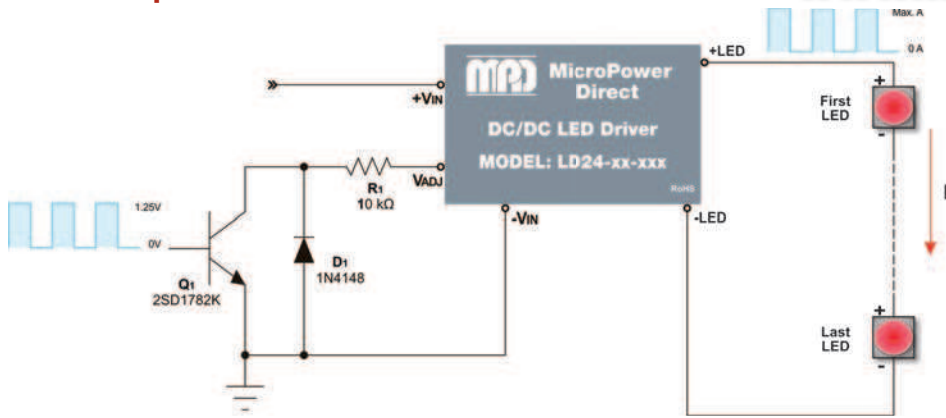 Max. A
0 A
+LED
MPD MicroPower
Direct
DC/DC LED Driver
MODEL: LD24-xx-xxx
RoHS
+VIN
VADJ
-VIN
-LED
R1
10 kΩ
1.25V
0V
Q1
2SD1782K
D1
1N4148
+
First
LED
-
+
Last
LED
-